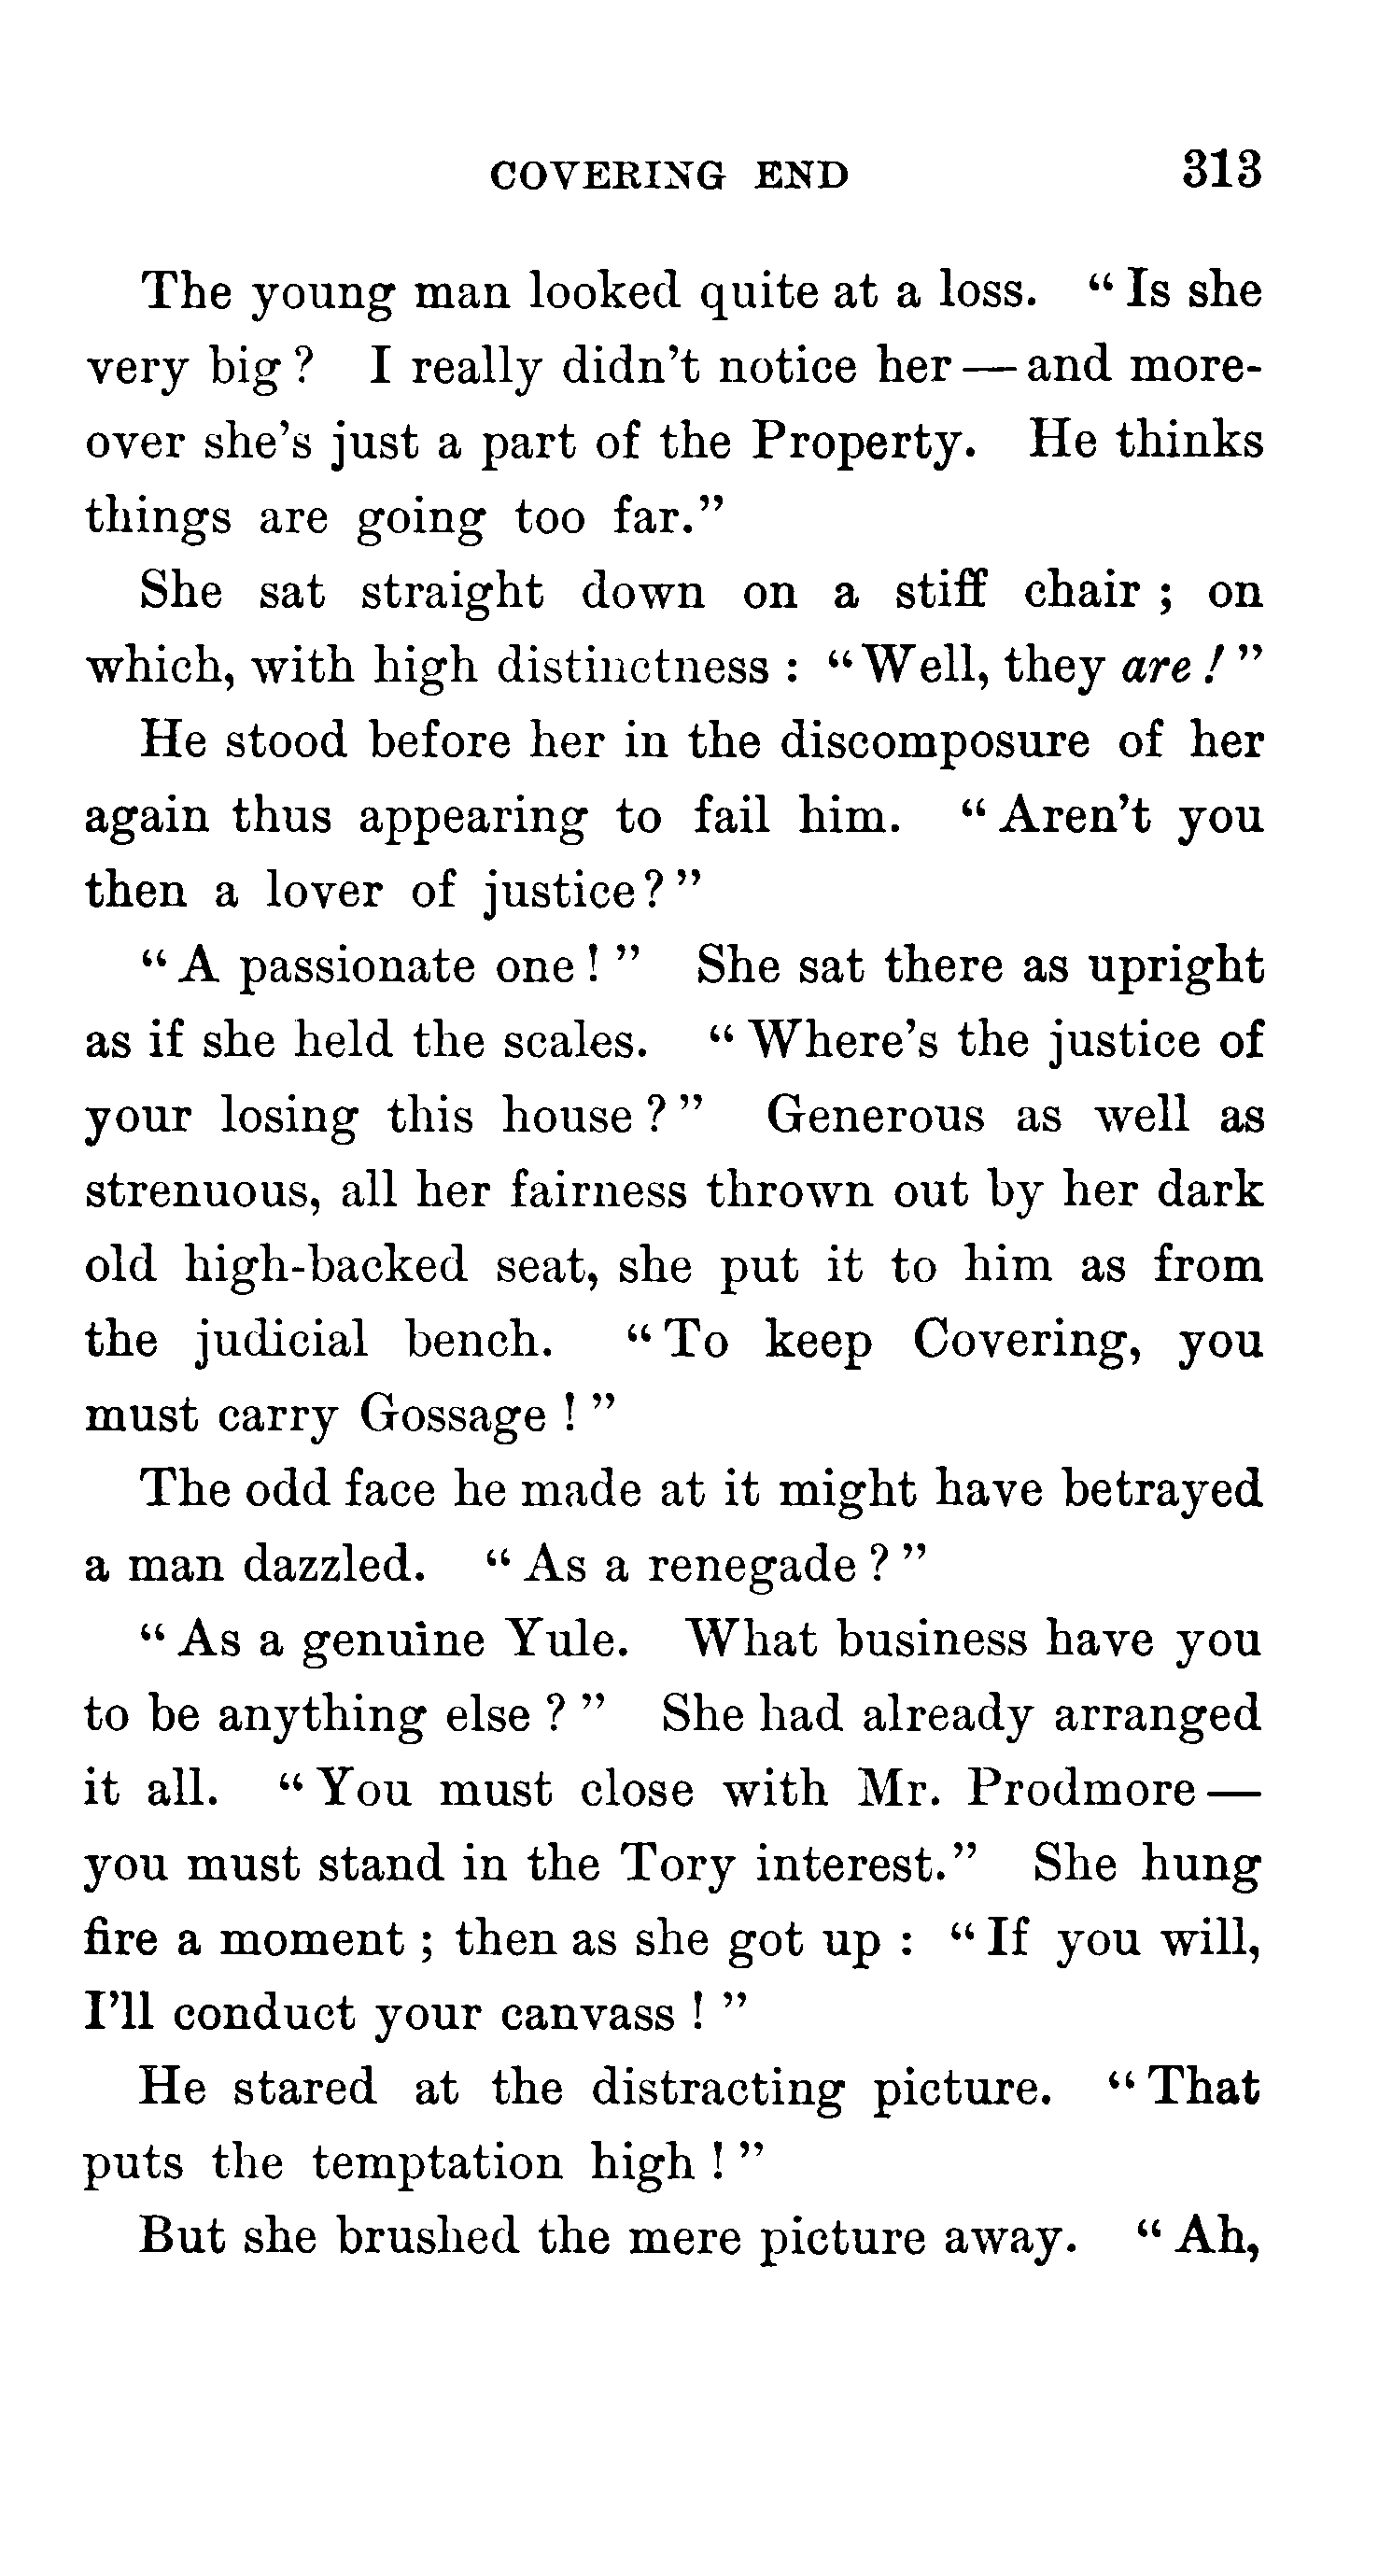 COVERING END 313
The young man looked quite at a loss. “Is she
very big? I really didn’t notice her—and more-
over she’s just a part of the Property. He thinks
things are going too far.”
She sat straight down on a stiff chair; on
which, with high distinctness: “Well, they are!”
He stood before her in the discomposure of her
again thus appearing to fail him. “Aren’t you
then a lover of justice?”
“A passionate one!” She sat there as upright
as if she held the scales. “Where’s the justice of
your losing this house?” Generous as well as
strenuous, all her fairness thrown out by her dark
old high-backed seat, she put it to him as from
the judicial bench. “To keep Covering, you
must carry Gossage!”
The odd face he made at it might have betrayed
a man dazzled. “As a renegade?”
“As a genuine Yule. What business have you
to be anything else?” She had already arranged
it all. “You must close with Mr. Prodmore—
you must stand in the Tory interest.” She hung
fire a moment; then as she got up: “If you will,
I’ll conduct your canvass!”
He stared at the distracting picture. “That
puts the temptation high!”
But she brushed the mere picture away. “Ah,